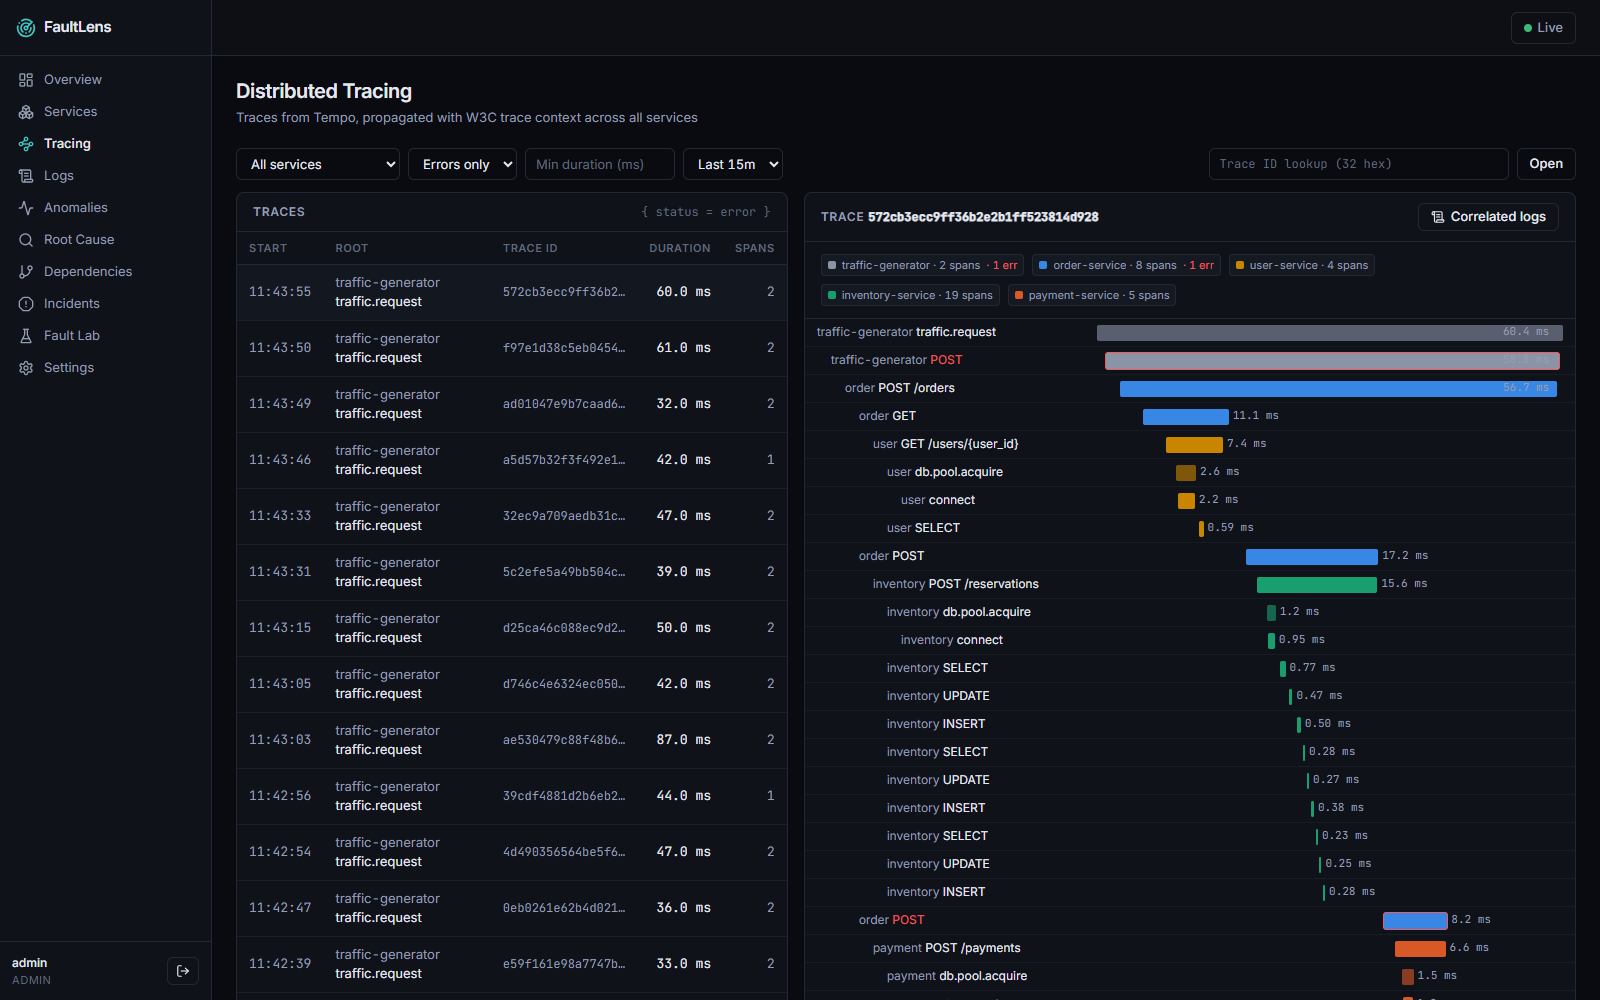 FaultLens
Live
Overview
Services
Tracing
Logs
Anomalies
Root Cause
Dependencies
Incidents
Fault Lab
Settings
admin
ADMIN
Distributed Tracing
Traces from Tempo, propagated with W3C trace context across all services
All services
Errors only
Min duration (ms)
Last 15m
Trace ID lookup (32 hex)
Open
TRACES
{ status = error }
START ROOT TRACE ID DURATION SPANS
11:43:55 traffic-generator traffic.request 572cb3ecc9ff36b2… 60.0 ms 2
11:43:50 traffic-generator traffic.request f97e1d38c5eb0454… 61.0 ms 2
11:43:49 traffic-generator traffic.request ad01047e9b7caad6… 32.0 ms 2
11:43:46 traffic-generator traffic.request a5d57b32f3f492e1… 42.0 ms 1
11:43:33 traffic-generator traffic.request 32ec9a709aedb31c… 47.0 ms 2
11:43:31 traffic-generator traffic.request 5c2efe5a49bb504c… 39.0 ms 2
11:43:15 traffic-generator traffic.request d25ca46c088ec9d2… 50.0 ms 2
11:43:05 traffic-generator traffic.request d746c4e6324ec050… 42.0 ms 2
11:43:03 traffic-generator traffic.request ae530479c88f48b6… 87.0 ms 2
11:42:56 traffic-generator traffic.request 39cdf4881d2b6eb2… 44.0 ms 1
11:42:54 traffic-generator traffic.request 4d490356564be5f6… 47.0 ms 2
11:42:47 traffic-generator traffic.request 0eb0261e62b4d021… 36.0 ms 2
11:42:39 traffic-generator traffic.request e59f161e98a7747b… 33.0 ms 2
TRACE 572cb3ecc9ff36b2e2b1ff523814d928
Correlated logs
traffic-generator · 2 spans · 1 err
order-service · 8 spans · 1 err
user-service · 4 spans
inventory-service · 19 spans
payment-service · 5 spans
traffic-generator traffic.request 60.4 ms
traffic-generator POST
order POST /orders 56.7 ms
order GET 11.1 ms
user GET /users/{user_id} 7.4 ms
user db.pool.acquire 2.6 ms
user connect 2.2 ms
user SELECT 0.59 ms
order POST 17.2 ms
inventory POST /reservations 15.6 ms
inventory db.pool.acquire 1.2 ms
inventory connect 0.95 ms
inventory SELECT 0.77 ms
inventory UPDATE 0.47 ms
inventory INSERT 0.50 ms
inventory SELECT 0.28 ms
inventory UPDATE 0.27 ms
inventory INSERT 0.38 ms
inventory SELECT 0.23 ms
inventory UPDATE 0.25 ms
inventory INSERT 0.28 ms
order POST 8.2 ms
payment POST /payments 6.6 ms
payment db.pool.acquire 1.5 ms